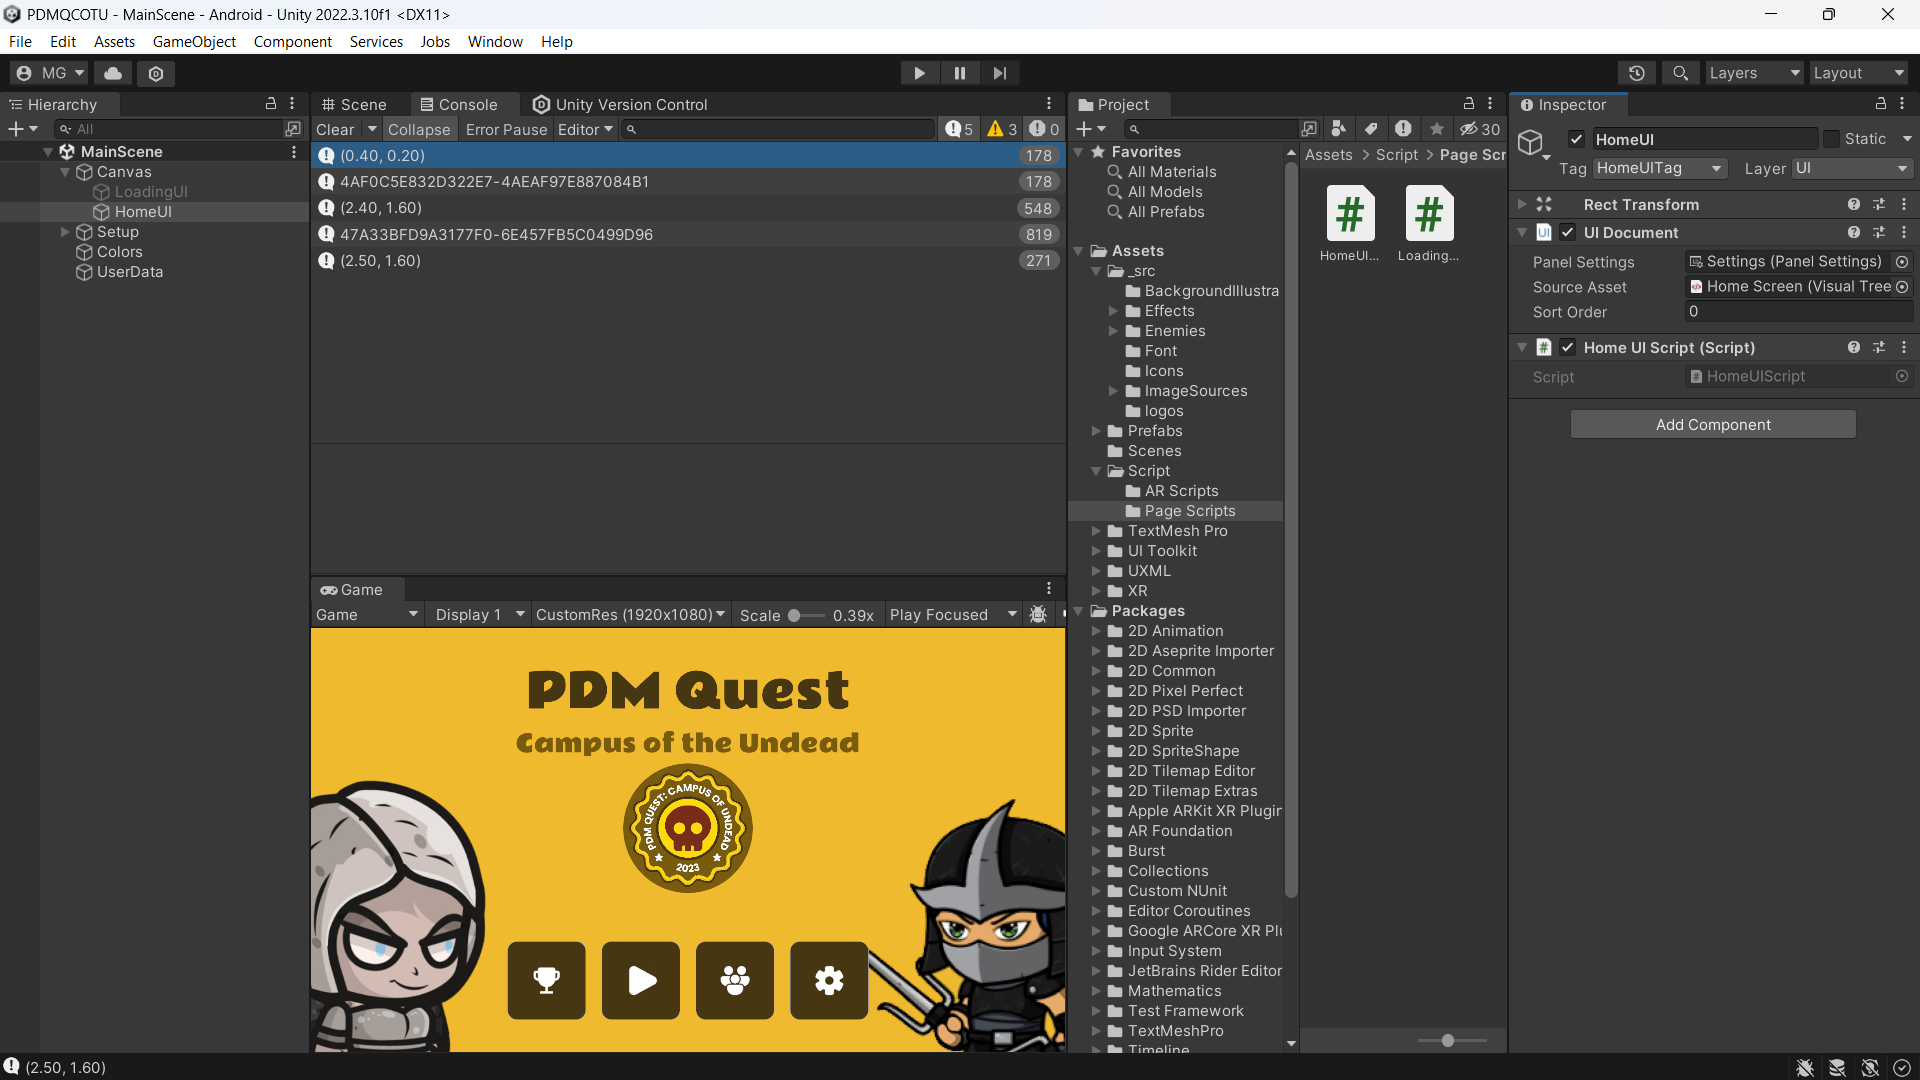 PDMQCOTU - MainScene - Android - Unity 2022.3.10f1 <DX11>
File Edit Assets GameObject Component Services Jobs Window Help
MG
Layers
Layout
Hierarchy
All
MainScene
Canvas
LoadingUI
HomeUI
Setup
Colors
UserData
Scene
Console
Unity Version Control
Clear
Collapse
Error Pause
Editor
5
3
0
(0.40, 0.20) 178
4AF0C5E832D322E7-4AEAF97E887084B1 178
(2.40, 1.60) 548
47A33BFD9A3177F0-6E457FB5C0499D96 819
(2.50, 1.60) 271
Game
Game
Display 1
CustomRes (1920x1080)
Scale 0.39x
Play Focused
PDM Quest
Campus of the Undead
PDM QUEST: CAMPUS OF UNDEAD
2023
Project
30
Favorites
All Materials
All Models
All Prefabs
Assets
_src
BackgroundIllustra
Effects
Enemies
Font
Icons
ImageSources
logos
Prefabs
Scenes
Script
AR Scripts
Page Scripts
TextMesh Pro
UI Toolkit
UXML
XR
Packages
2D Animation
2D Aseprite Importer
2D Common
2D Pixel Perfect
2D PSD Importer
2D Sprite
2D SpriteShape
2D Tilemap Editor
2D Tilemap Extras
Apple ARKit XR Plugin
AR Foundation
Burst
Collections
Custom NUnit
Editor Coroutines
Google ARCore XR Plu
Input System
JetBrains Rider Editor
Mathematics
Test Framework
TextMeshPro
Timeline
Assets > Script > Page Scr
#
#
HomeUI...
Loading...
Inspector
HomeUI
Static
Tag HomeUITag
Layer UI
Rect Transform
UI Document
Panel Settings Settings (Panel Settings)
Source Asset Home Screen (Visual Tree
Sort Order 0
Home UI Script (Script)
Script HomeUIScript
Add Component
(2.50, 1.60)